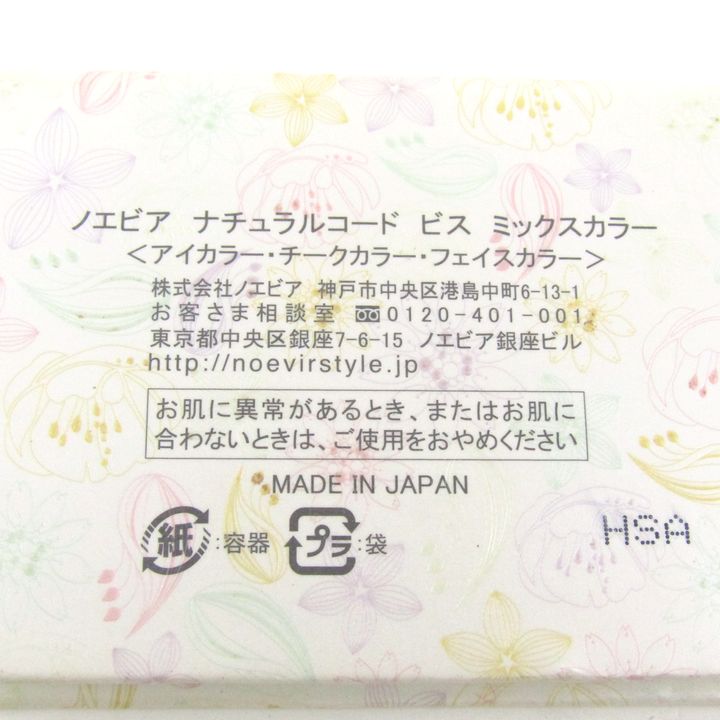 ノエビア ナチュラルコード ビス ミックスカラー
＜アイカラー・チークカラー・フェイスカラー＞
株式会社ノエビア 神戸市中央区港島中町6-13-1
お客さま相談室 0120-401-001
東京都中央区銀座7-6-15 ノエビア銀座ビル
http://noevirstyle.jp
お肌に異常があるとき、またはお肌に
合わないときは、ご使用をおやめください
MADE IN JAPAN
紙:容器 プラ:袋
HSA